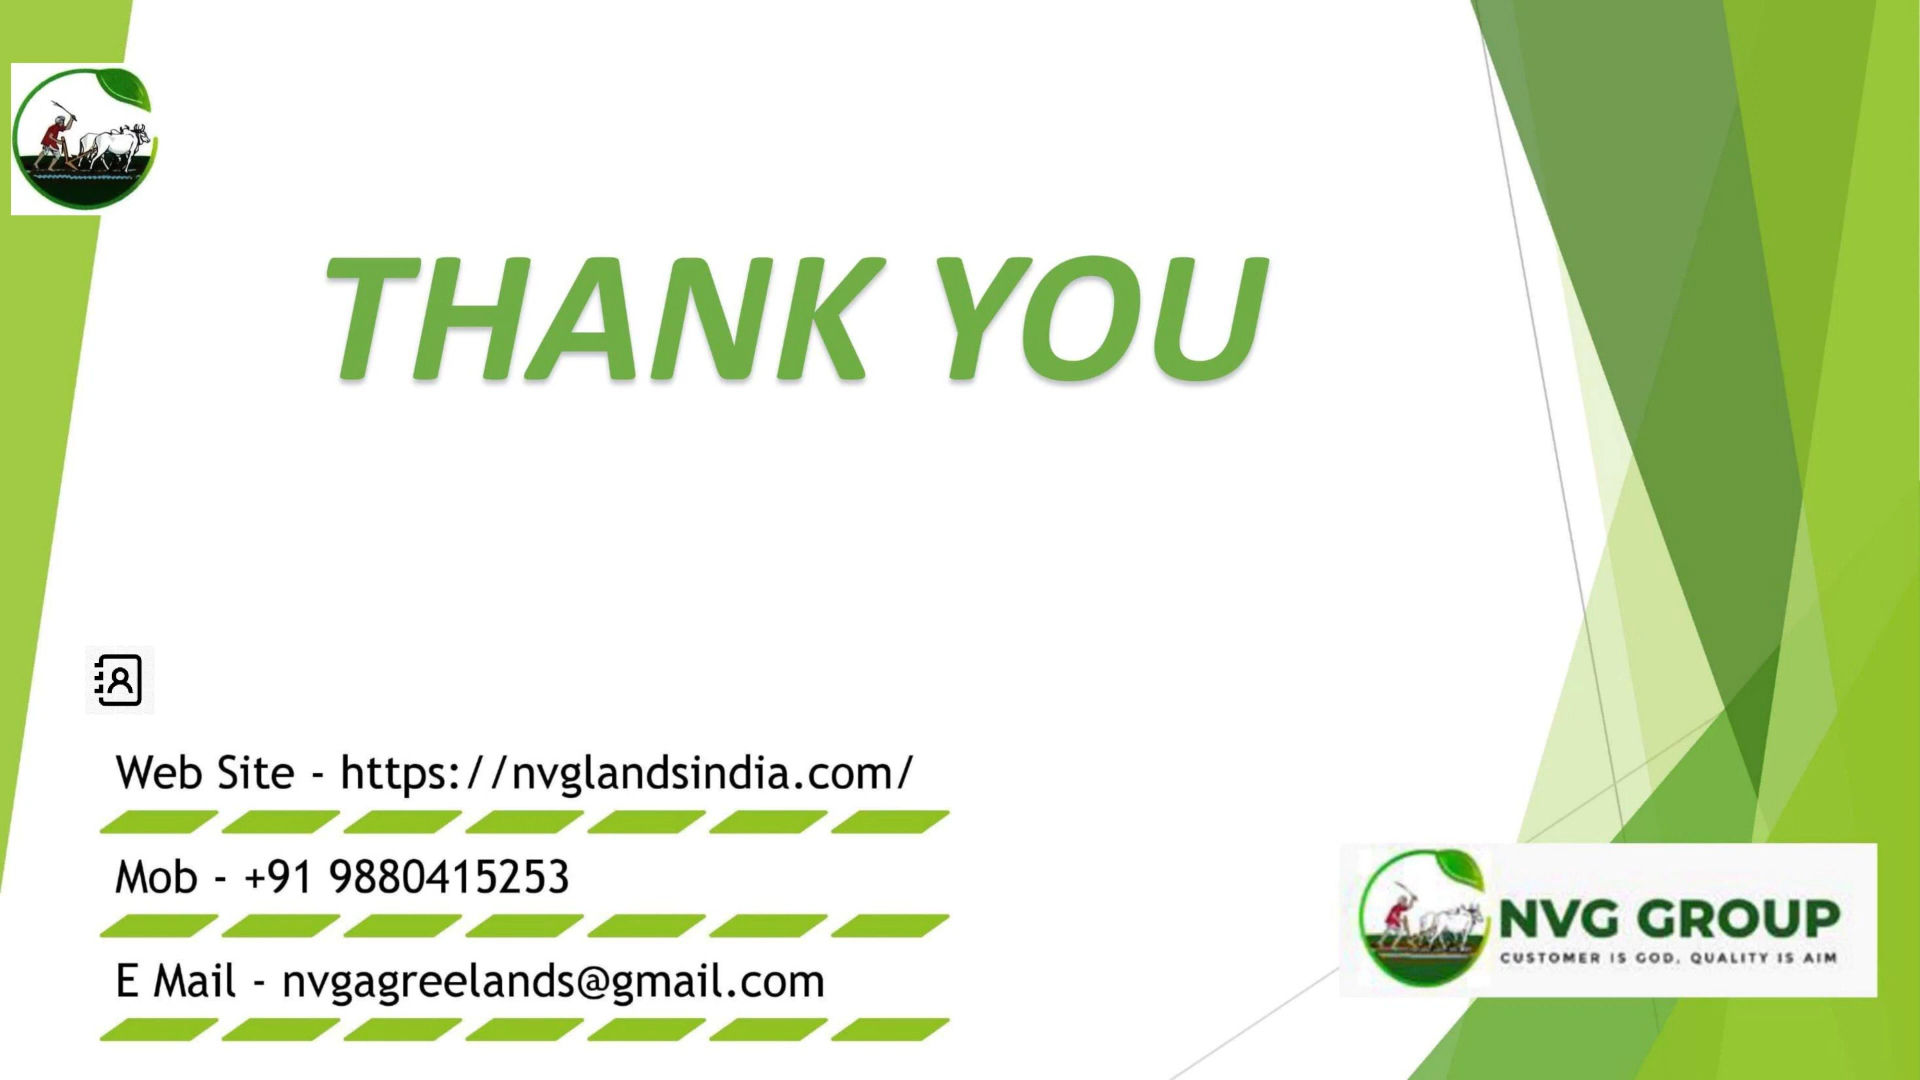 THANK YOU
Web Site - https://nvglandsindia.com/
Mob - +91 9880415253
E Mail - nvgagreelands@gmail.com
NVG GROUP
CUSTOMER IS GOD, QUALITY IS AIM